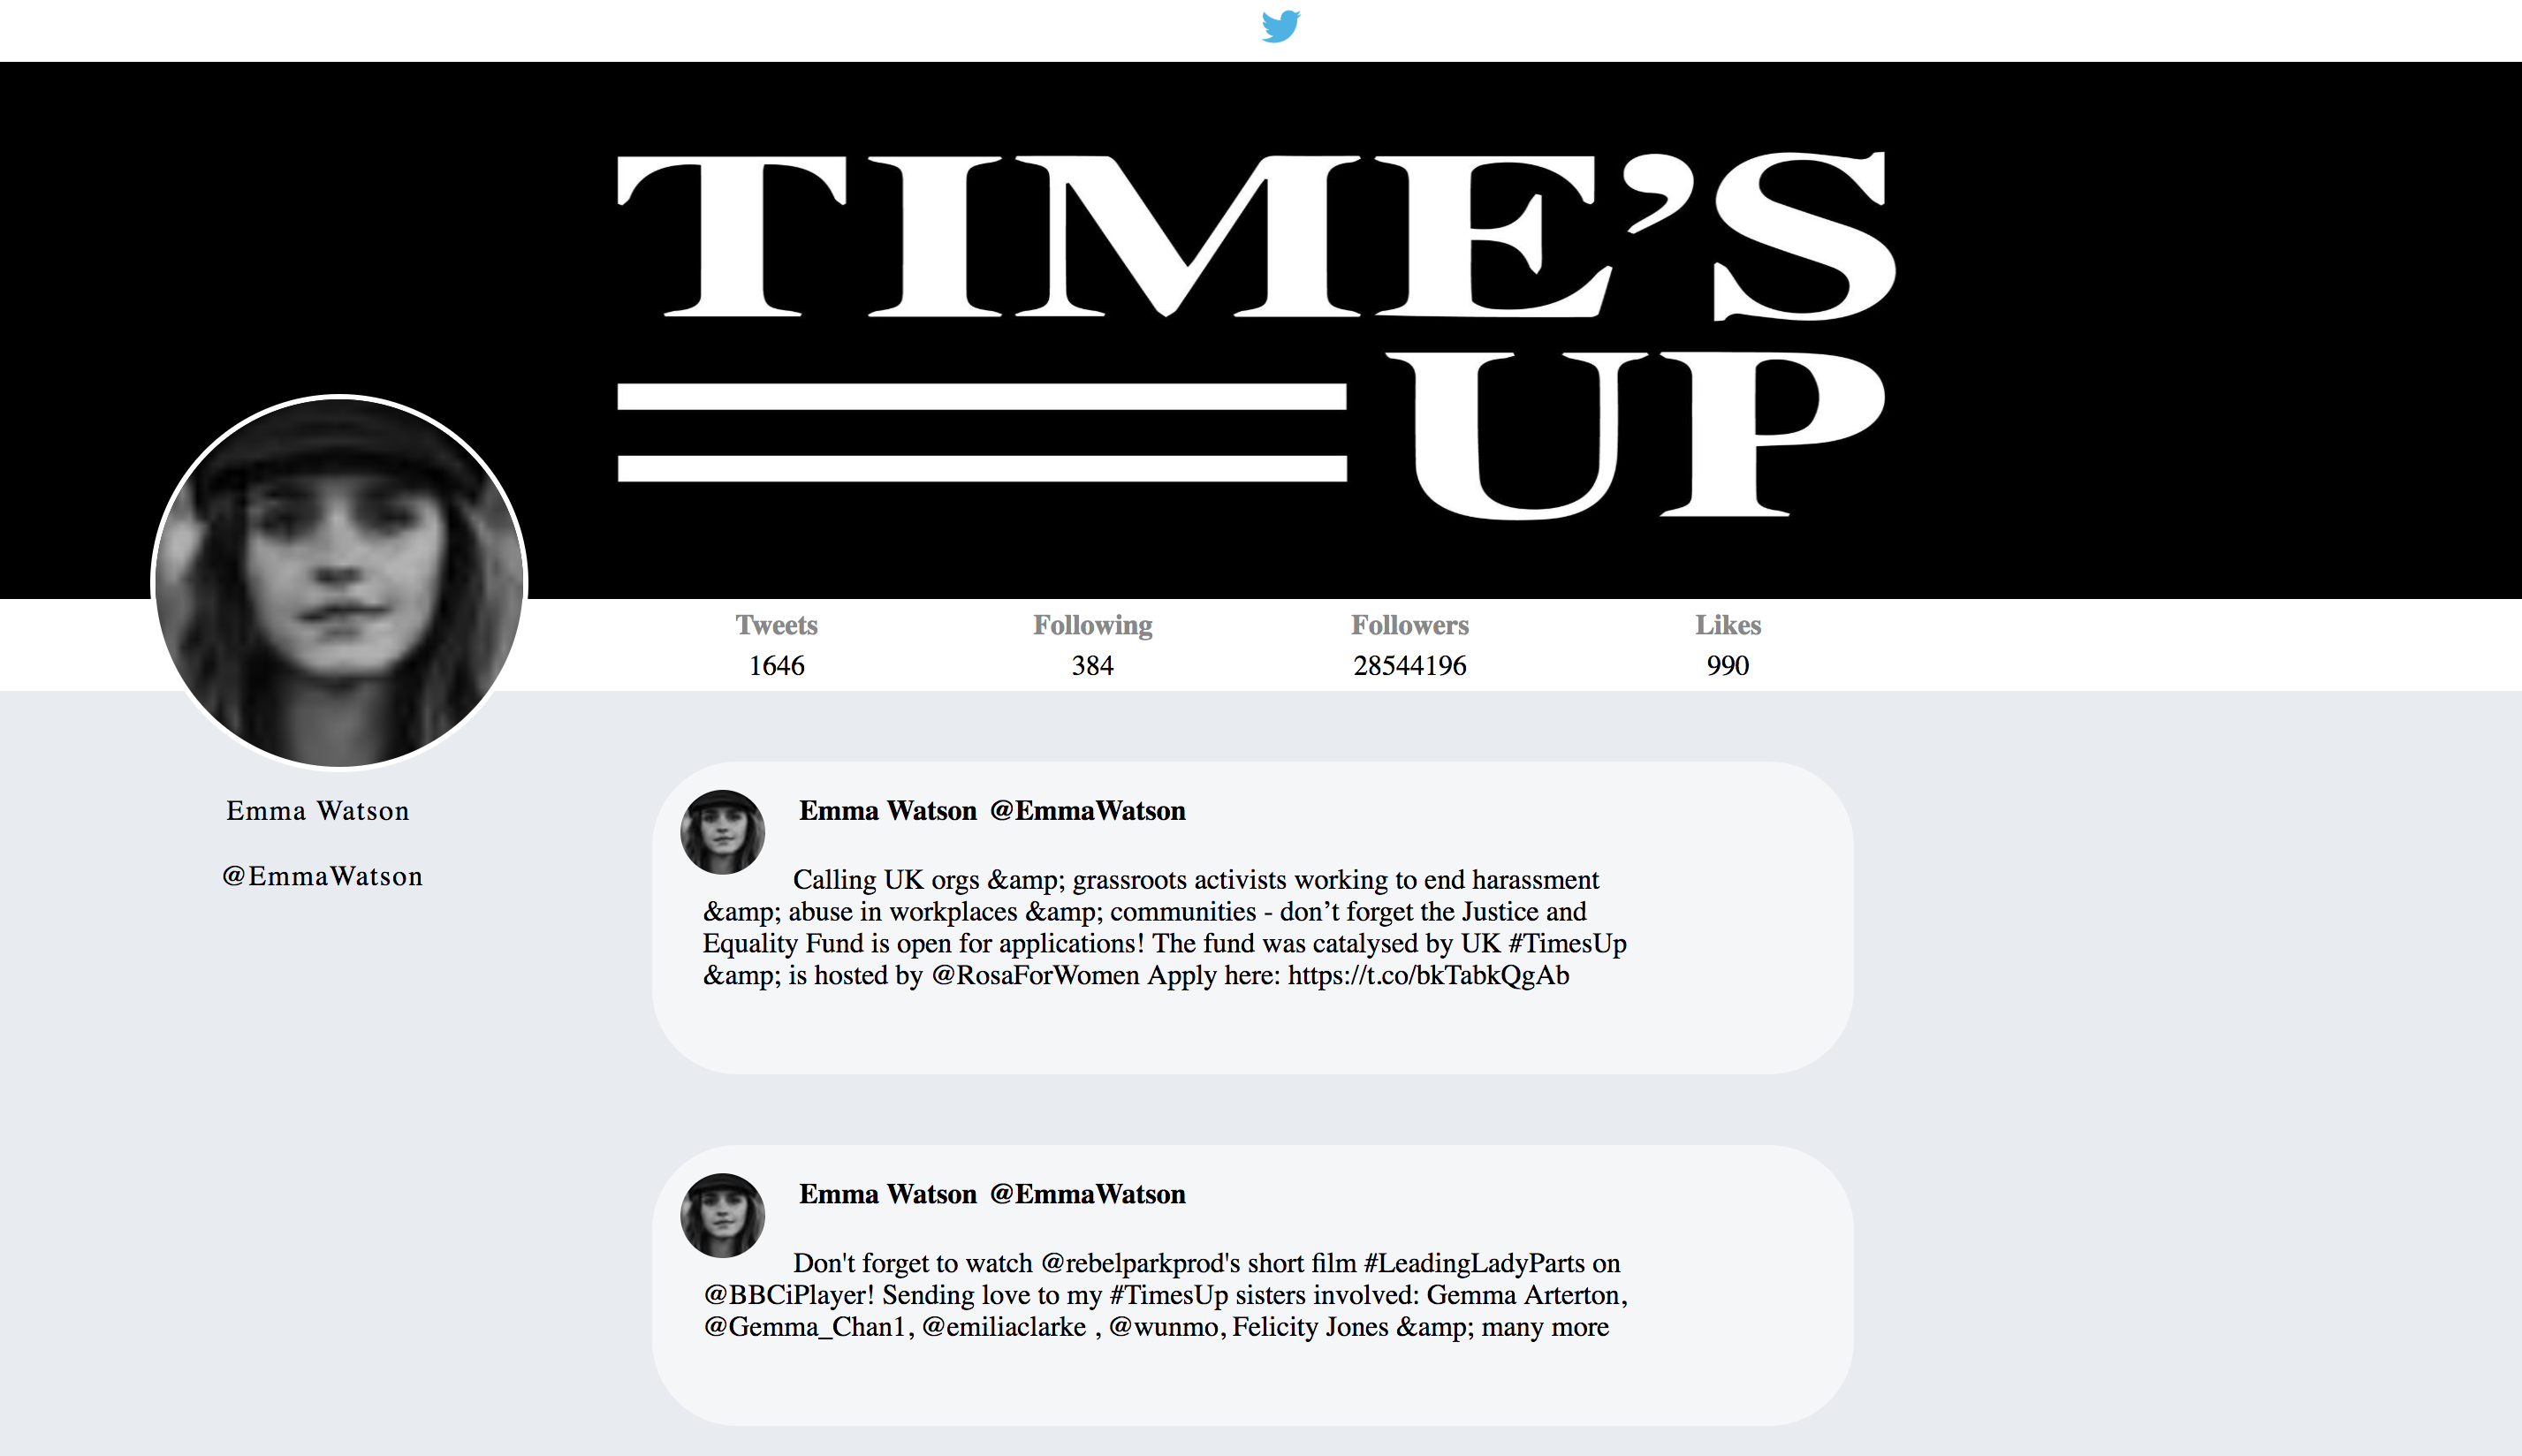 TIME’S
UP
Tweets Following Followers Likes
1646 384 28544196 990
Emma Watson
@EmmaWatson
Emma Watson @EmmaWatson
Calling UK orgs &amp; grassroots activists working to end harassment
&amp; abuse in workplaces &amp; communities - don’t forget the Justice and
Equality Fund is open for applications! The fund was catalysed by UK #TimesUp
&amp; is hosted by @RosaForWomen Apply here: https://t.co/bkTabkQgAb
Emma Watson @EmmaWatson
Don't forget to watch @rebelparkprod's short film #LeadingLadyParts on
@BBCiPlayer! Sending love to my #TimesUp sisters involved: Gemma Arterton,
@Gemma_Chan1, @emiliaclarke , @wunmo, Felicity Jones &amp; many more